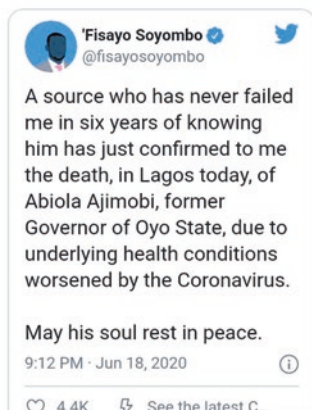 'Fisayo Soyombo
@fisayosoyombo
A source who has never failed
me in six years of knowing
him has just confirmed to me
the death, in Lagos today, of
Abiola Ajimobi, former
Governor of Oyo State, due to
underlying health conditions
worsened by the Coronavirus.
May his soul rest in peace.
9:12 PM · Jun 18, 2020
4.4K See the latest C